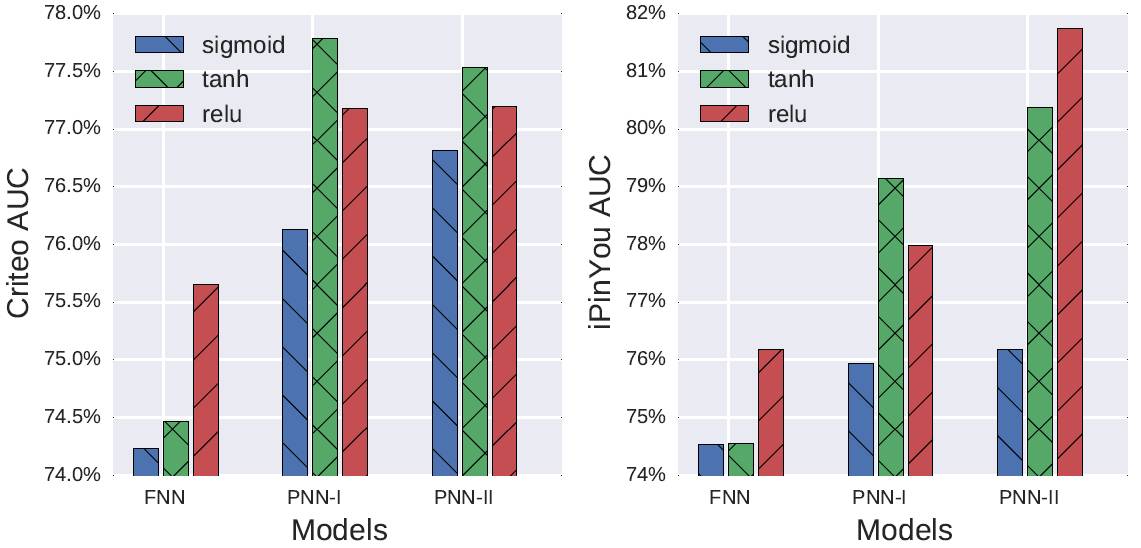 78.0%
77.5%
77.0%
76.5%
76.0%
75.5%
75.0%
74.5%
74.0%
Criteo AUC
sigmoid
tanh
relu
FNN PNN-I PNN-II
Models
82%
81%
80%
79%
78%
77%
76%
75%
74%
iPinYou AUC
sigmoid
tanh
relu
FNN PNN-I PNN-II
Models